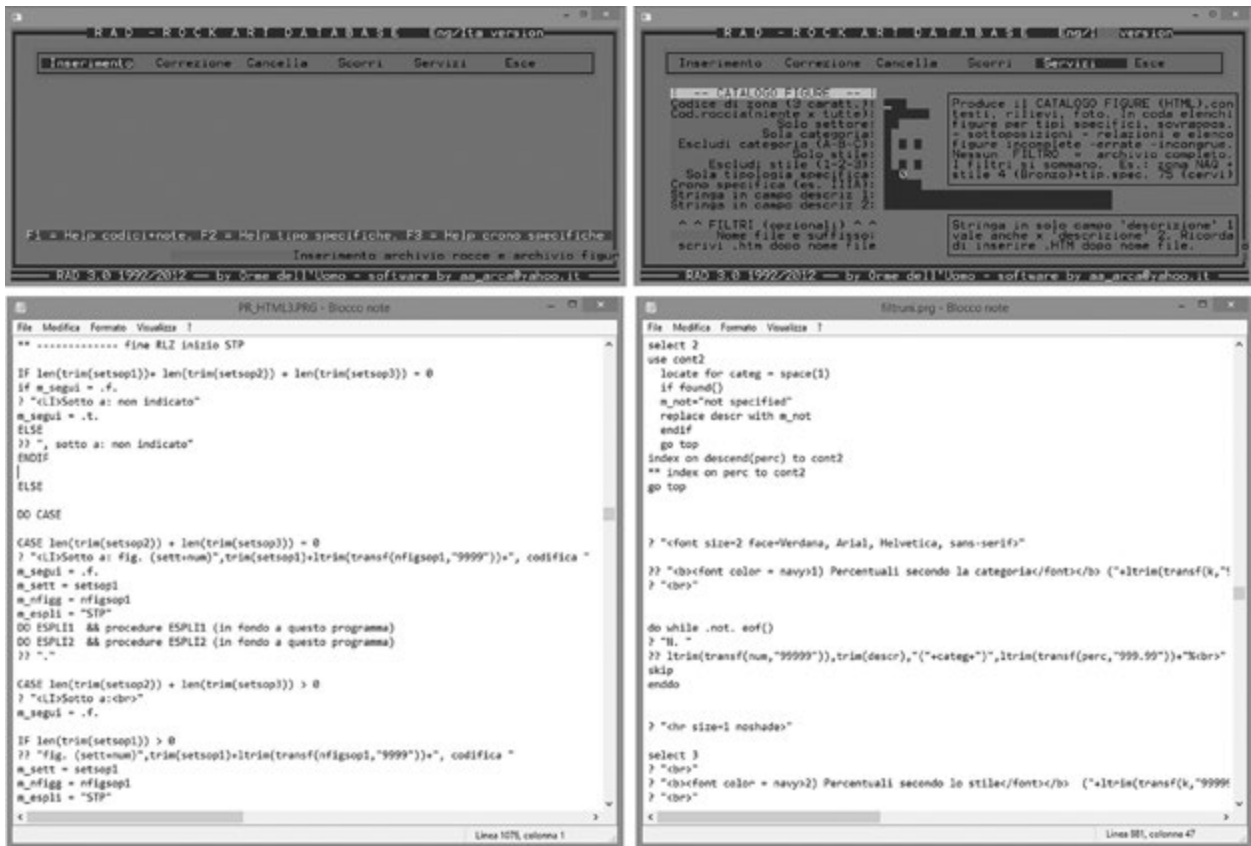 RAD - ROCK ART DATABASE Eng/Ita version
Inserimento Correzione Cancella Scorri Servizi Esce
F1 = Help codici+note, F2 = Help tipo specifiche, F3 = Help crono specifiche
Inserimento archivio rocce e archivio figur
RAD 3.0 1992/2012 — by Orme dell'Uomo - software by aa_arca@yahoo.it
RAD - ROCK ART DATABASE Eng/I version
Inserimento Correzione Cancella Scorri Servizi Esce
-- CATALOGO FIGURE --
Codice di zona (3 caratt.):
Cod.roccia(niente x tutte):
Solo settore:
Sola categoria:
Escludi categoria (A-B-C):
Solo stile:
Escludi stile (1-2-3):
Sola tipologia specifica: 0
Crono specifica (es. IIIA):
Stringa in campo descriz 1:
Stringa in campo descriz 2:
^ ^ FILTRI (opzionali) ^ ^
Nome file e suffisso:
scrivi .htm dopo nome file
Produce il CATALOGO FIGURE (HTML),con
testi, rilievi, foto. In coda elenchi
figure per tipi specifici, sovrappos.
- sottoposizioni - relazioni e elenco
figure incomplete -errate -incongrue.
Nessun FILTRO = archivio completo.
I filtri si sommano. Es.: zona NAQ +
stile 4 (Bronzo)+tip.spec. 75 (cervi)
Stringa in solo campo 'descrizione' 1
vale anche x 'descrizione' 2. Ricorda
di inserire .HTM dopo nome file.
RAD 3.0 1992/2012 — by Orme dell'Uomo - software by aa_arca@yahoo.it
PR_HTML3.PRG - Blocco note
File Modifica Formato Visualizza ?
** ------------- fine RLZ inizio STP
IF len(trim(setsop1))+ len(trim(setsop2)) + len(trim(setsop3)) = 0
if m_segui = .f.
? "<LI>Sotto a: non indicato"
m_segui = .t.
ELSE
?? ", sotto a: non indicato"
ENDIF
ELSE
DO CASE
CASE len(trim(setsop2)) + len(trim(setsop3)) = 0
? "<LI>Sotto a: fig. (sett+num)",trim(setsop1)+ltrim(transf(nfigsop1,"9999"))+", codifica "
m_segui = .f.
m_sett = setsop1
m_nfigg = nfigsop1
m_espli = "STP"
DO ESPLI1 && procedure ESPLI1 (in fondo a questo programma)
DO ESPLI2 && procedure ESPLI2 (in fondo a questo programma)
?? "."
CASE len(trim(setsop2)) + len(trim(setsop3)) > 0
? "<LI>Sotto a:<br>"
m_segui = .f.
IF len(trim(setsop1)) > 0
?? "fig. (sett+num)",trim(setsop1)+ltrim(transf(nfigsop1,"9999"))+", codifica "
m_sett = setsop1
m_nfigg = nfigsop1
m_espli = "STP"
Linea 1079, colonna 1
filtruni.prg - Blocco note
File Modifica Formato Visualizza ?
select 2
use cont2
locate for categ = space(1)
if found()
m_not="not specified"
replace descr with m_not
endif
go top
index on descend(perc) to cont2
** index on perc to cont2
go top
? "<font size=2 face=Verdana, Arial, Helvetica, sans-serif>"
?? "<b><font color = navy>1) Percentuali secondo la categoria</font></b> ("+ltrim(transf(k,"9
? "<br>"
do while .not. eof()
? "N. "
?? ltrim(transf(num,"99999")),trim(descr),"("+categ+")",ltrim(transf(perc,"999.99"))+"%<br>"
skip
enddo
? "<hr size=1 noshade>"
select 3
? "<br>"
? "<b><font color = navy>2) Percentuali secondo lo stile</font></b> ("+ltrim(transf(k,"99999
? "<br>"
Linea 981, colonna 47